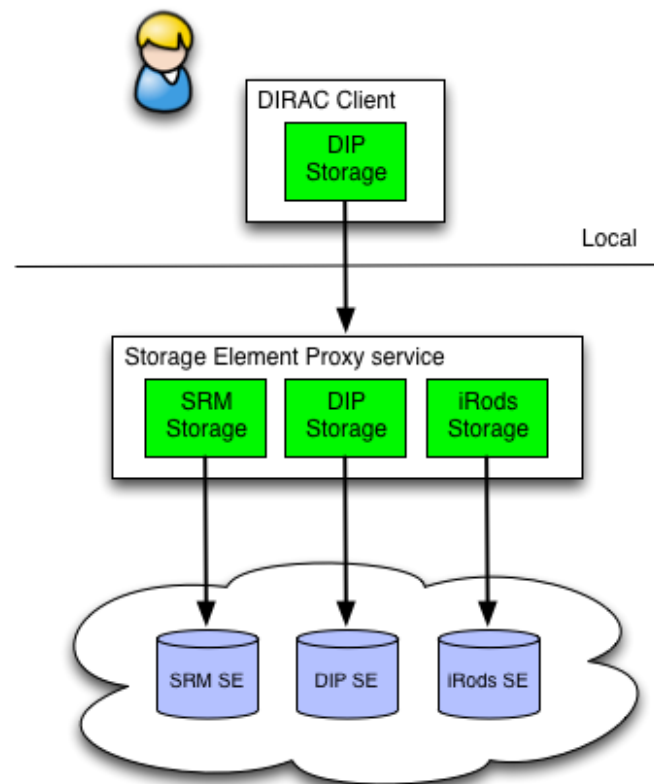 DIRAC Client
DIP
Storage
Local
Storage Element Proxy service
SRM
Storage
DIP
Storage
iRods
Storage
SRM SE
DIP SE
iRods SE